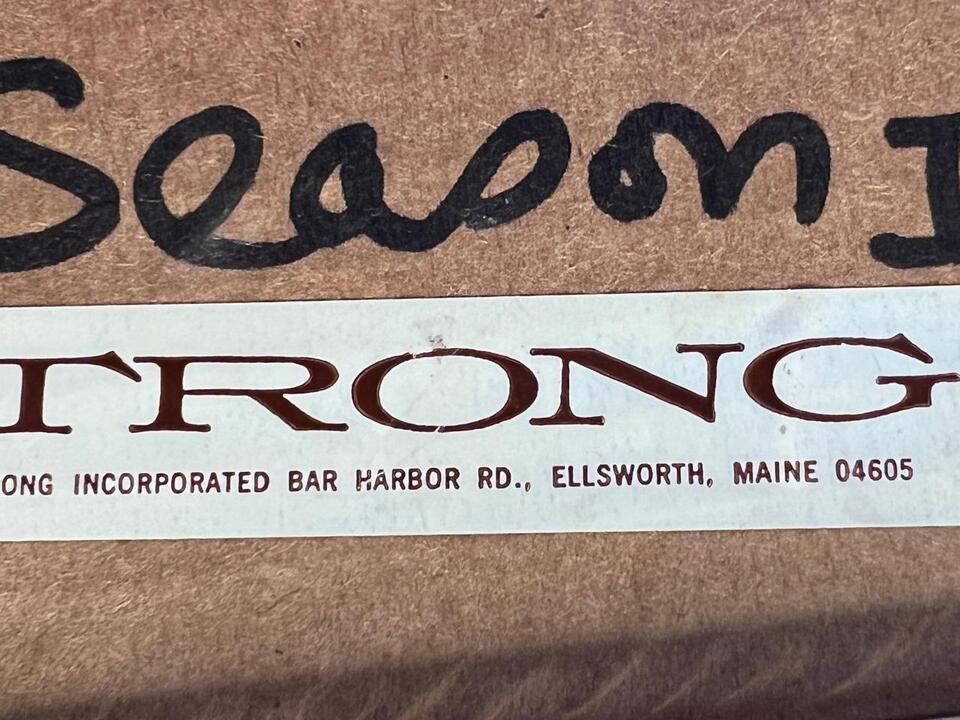 Season I
TRONG
ONG INCORPORATED BAR HARBOR RD., ELLSWORTH, MAINE 04605